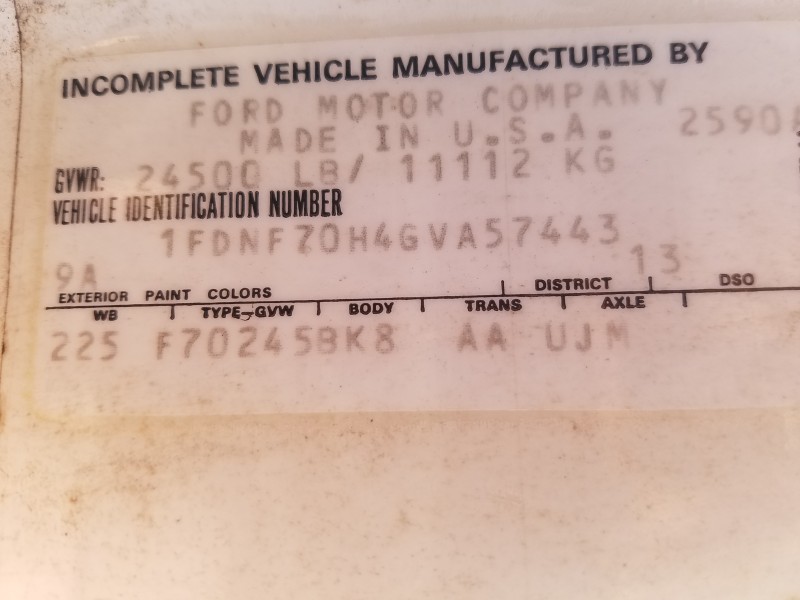 INCOMPLETE VEHICLE MANUFACTURED BY
FORD MOTOR COMPANY
MADE IN U.S.A. 25908
GVWR: 24500 LB/ 11112 KG
VEHICLE IDENTIFICATION NUMBER
1FDNF70H4GVA57443
9A 13
EXTERIOR PAINT COLORS DISTRICT DSO
WB TYPE-GVW BODY TRANS AXLE
225 F70245BK8 AA UJM